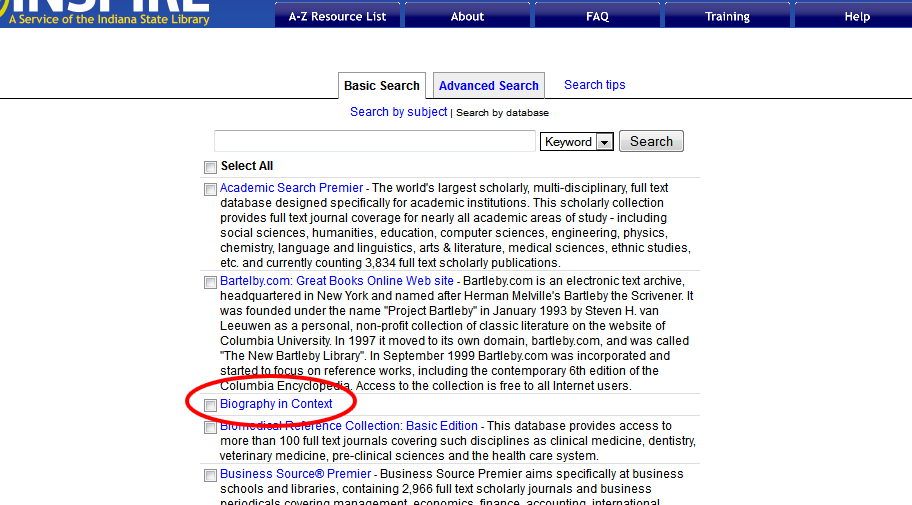 INSPIRE
A Service of the Indiana State Library
A-Z Resource List About FAQ Training Help
Basic Search Advanced Search Search tips
Search by subject | Search by database
Keyword Search
Select All
Academic Search Premier - The world's largest scholarly, multi-disciplinary, full text
database designed specifically for academic institutions. This scholarly collection
provides full text journal coverage for nearly all academic areas of study - including
social sciences, humanities, education, computer sciences, engineering, physics,
chemistry, language and linguistics, arts & literature, medical sciences, ethnic studies,
etc. and currently counting 3,834 full text scholarly publications.
Bartelby.com: Great Books Online Web site - Bartleby.com is an electronic text archive,
headquartered in New York and named after Herman Melville's Bartleby the Scrivener. It
was founded under the name "Project Bartleby" in January 1993 by Steven H. van
Leeuwen as a personal, non-profit collection of classic literature on the website of
Columbia University. In 1997 it moved to its own domain, bartleby.com, and was called
"The New Bartleby Library". In September 1999 Bartleby.com was incorporated and
started to focus on reference works, including the contemporary 6th edition of the
Columbia Encyclopedia. Access to the collection is free to all Internet users.
Biography in Context
Biomedical Reference Collection: Basic Edition - This database provides access to
more than 100 full text journals covering such disciplines as clinical medicine, dentistry,
veterinary medicine, pre-clinical sciences and the health care system.
Business Source® Premier - Business Source Premier aims specifically at business
schools and libraries, containing 2,966 full text scholarly journals and business
periodicals covering management, economics, finance, accounting, international